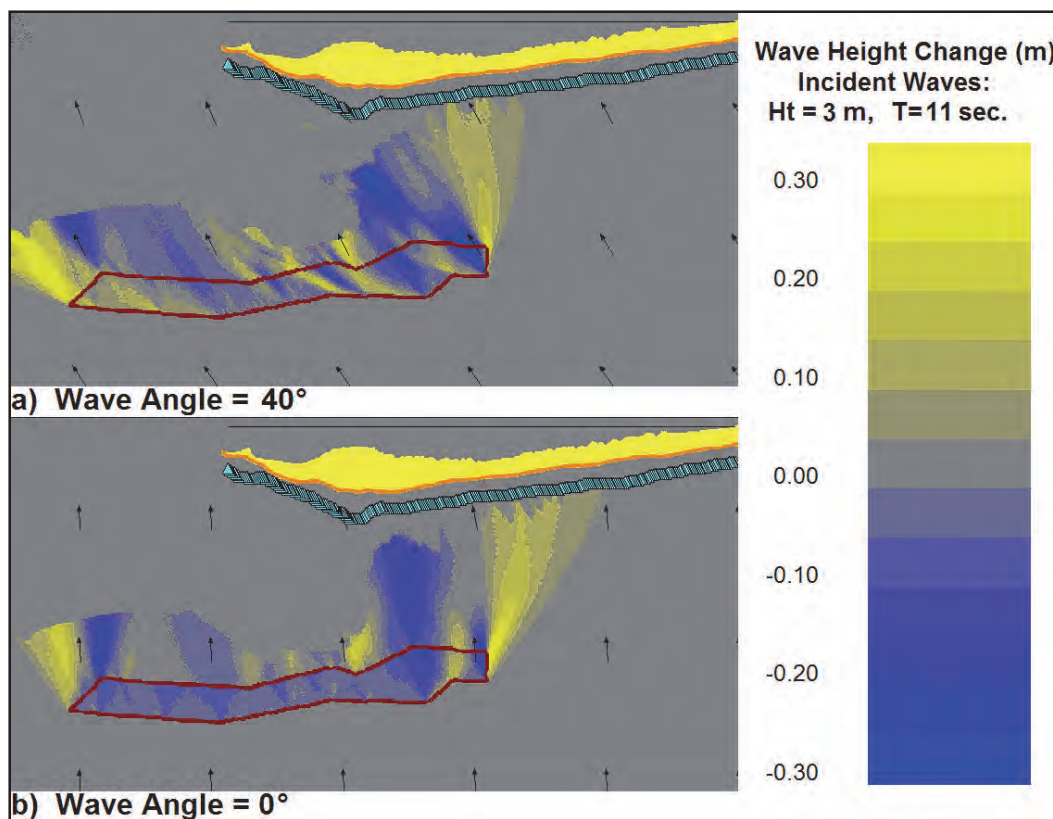 Wave Height Change (m)
Incident Waves:
Ht = 3 m, T=11 sec.
0.30
0.20
0.10
0.00
-0.10
-0.20
-0.30
a) Wave Angle = 40°
b) Wave Angle = 0°